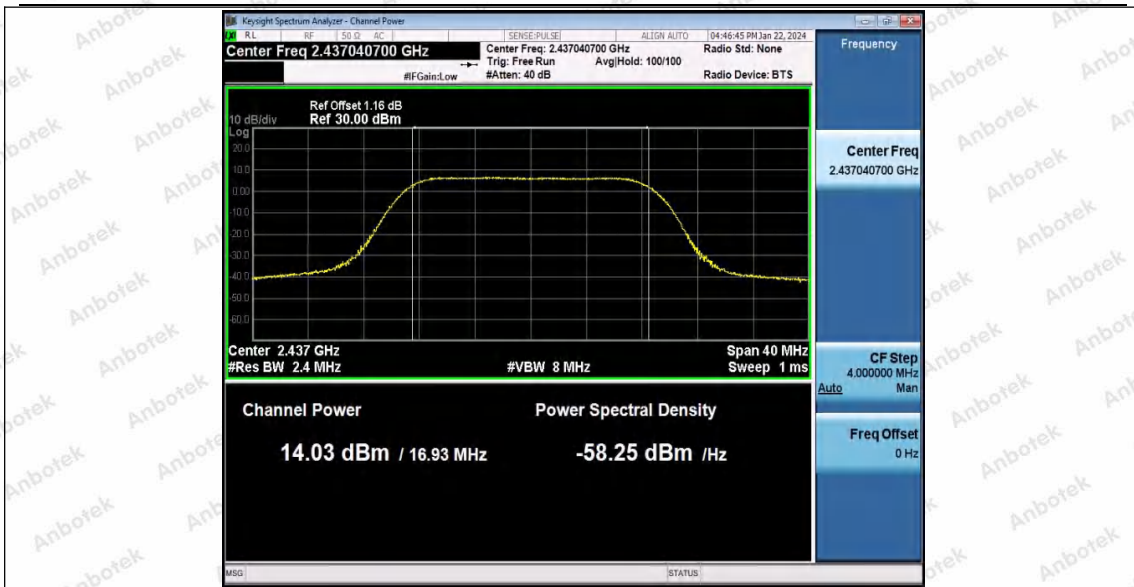 Keysight Spectrum Analyzer - Channel Power
RL RF 50 Ω AC SENSE:PULSE ALIGN AUTO 04:46:45 PM Jan 22, 2024
Center Freq 2.437040700 GHz
Center Freq: 2.437040700 GHz Radio Std: None
Trig: Free Run Avg|Hold: 100/100
#IFGain:Low #Atten: 40 dB Radio Device: BTS
Frequency
Ref Offset 1.16 dB
10 dB/div Ref 30.00 dBm
Log
20.0
10.0
0.00
-10.0
-20.0
-30.0
-40.0
-50.0
-60.0
Center 2.437 GHz Span 40 MHz
#Res BW 2.4 MHz #VBW 8 MHz Sweep 1 ms
Center Freq
2.437040700 GHz
CF Step
4.000000 MHz
Auto Man
Freq Offset
0 Hz
Channel Power Power Spectral Density
14.03 dBm / 16.93 MHz -58.25 dBm /Hz
MSG STATUS
Anbotek